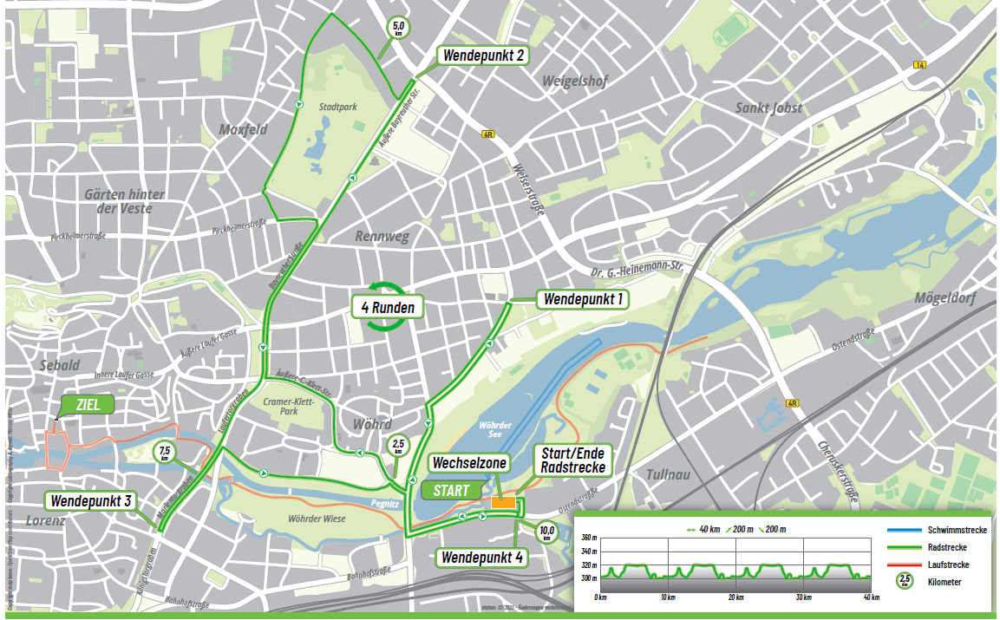 5,0
km
Wendepunkt 2
Weigelshof
14
Sankt Jobst
Stadtpark
Äußere Bayreuther Str.
Maxfeld
4R
Welserstraße
Gärten hinter
der Veste
Pirckheimerstraße
Pirckheimerstraße
Rennweg
Bayreuther Straße
Dr. G.-Heinemann-Str.
Wendepunkt 1
Mögeldorf
4 Runden
Äußere Laufer Gasse
Ostendstraße
Sebald
Innere Laufer Gasse
Äußere-C.-Klett-Str.
Cramer-Klett-
Park
ZIEL
Laufertorgraben
Wöhrd
Wöhrder
See
4R
7,5
km
2,5
km
Wechselzone
Start/Ende
Radstrecke
Cheruskerstraße
Tullnau
START
Wendepunkt 3
Marientorgraben
Pegnitz
Ostendstraße
Lorenz
Wöhrder Wiese
10,0
km
Wendepunkt 4
Königstorgraben
Bahnhofstraße
Bahnhofstraße
40 km 200 m 200 m
360 m
340 m
320 m
300 m
0 km 10 km 20 km 30 km 40 km
Schwimmstrecke
Radstrecke
Laufstrecke
2,5
km
Kilometer